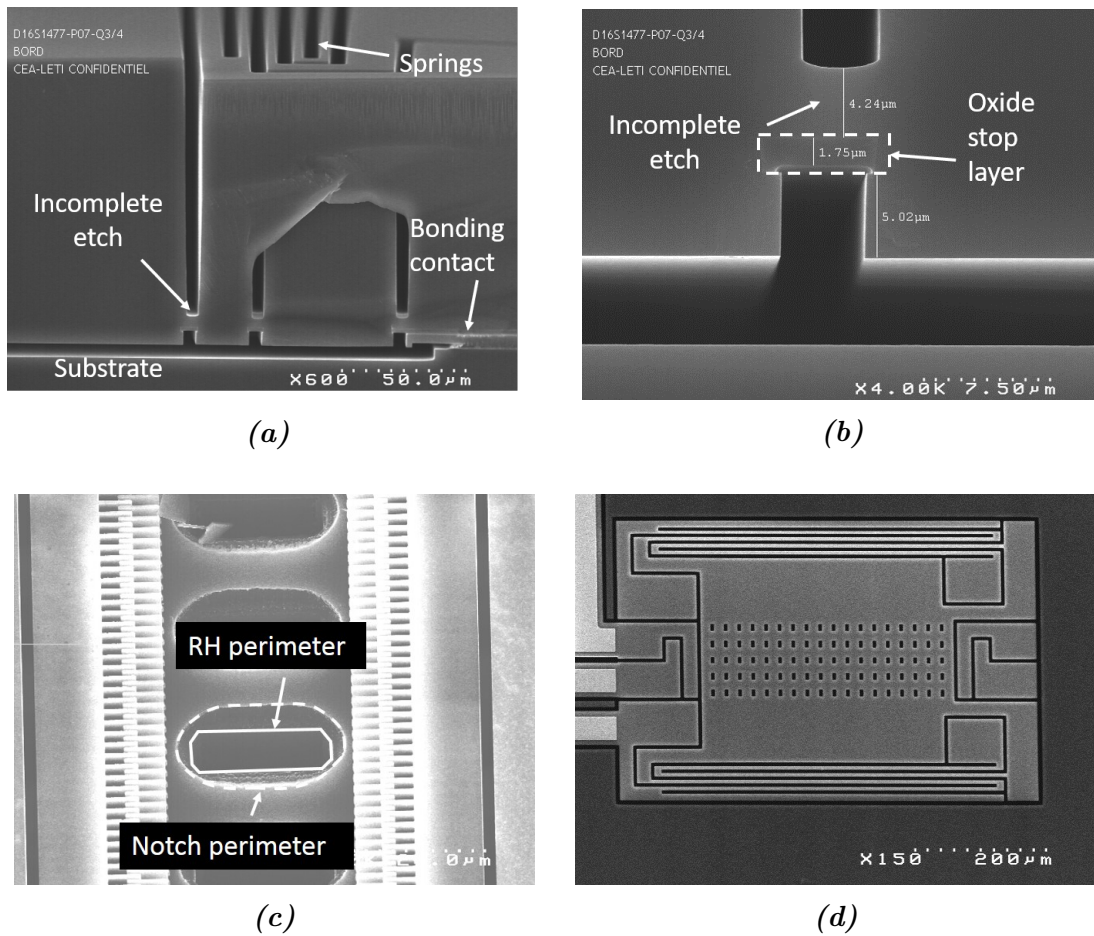 D16S1477-P07-Q3/4
BORD
CEA-LETI CONFIDENTIEL
Springs
Incomplete
etch
Bonding
contact
Substrate
X600 50.0µm
(a)
D16S1477-P07-Q3/4
BORD
CEA-LETI CONFIDENTIEL
4.24µm
Incomplete
etch
Oxide
stop
layer
1.75µm
5.02µm
X4.00K 7.50µm
(b)
RH perimeter
Notch perimeter
.0µm
(c)
X150 200µm
(d)